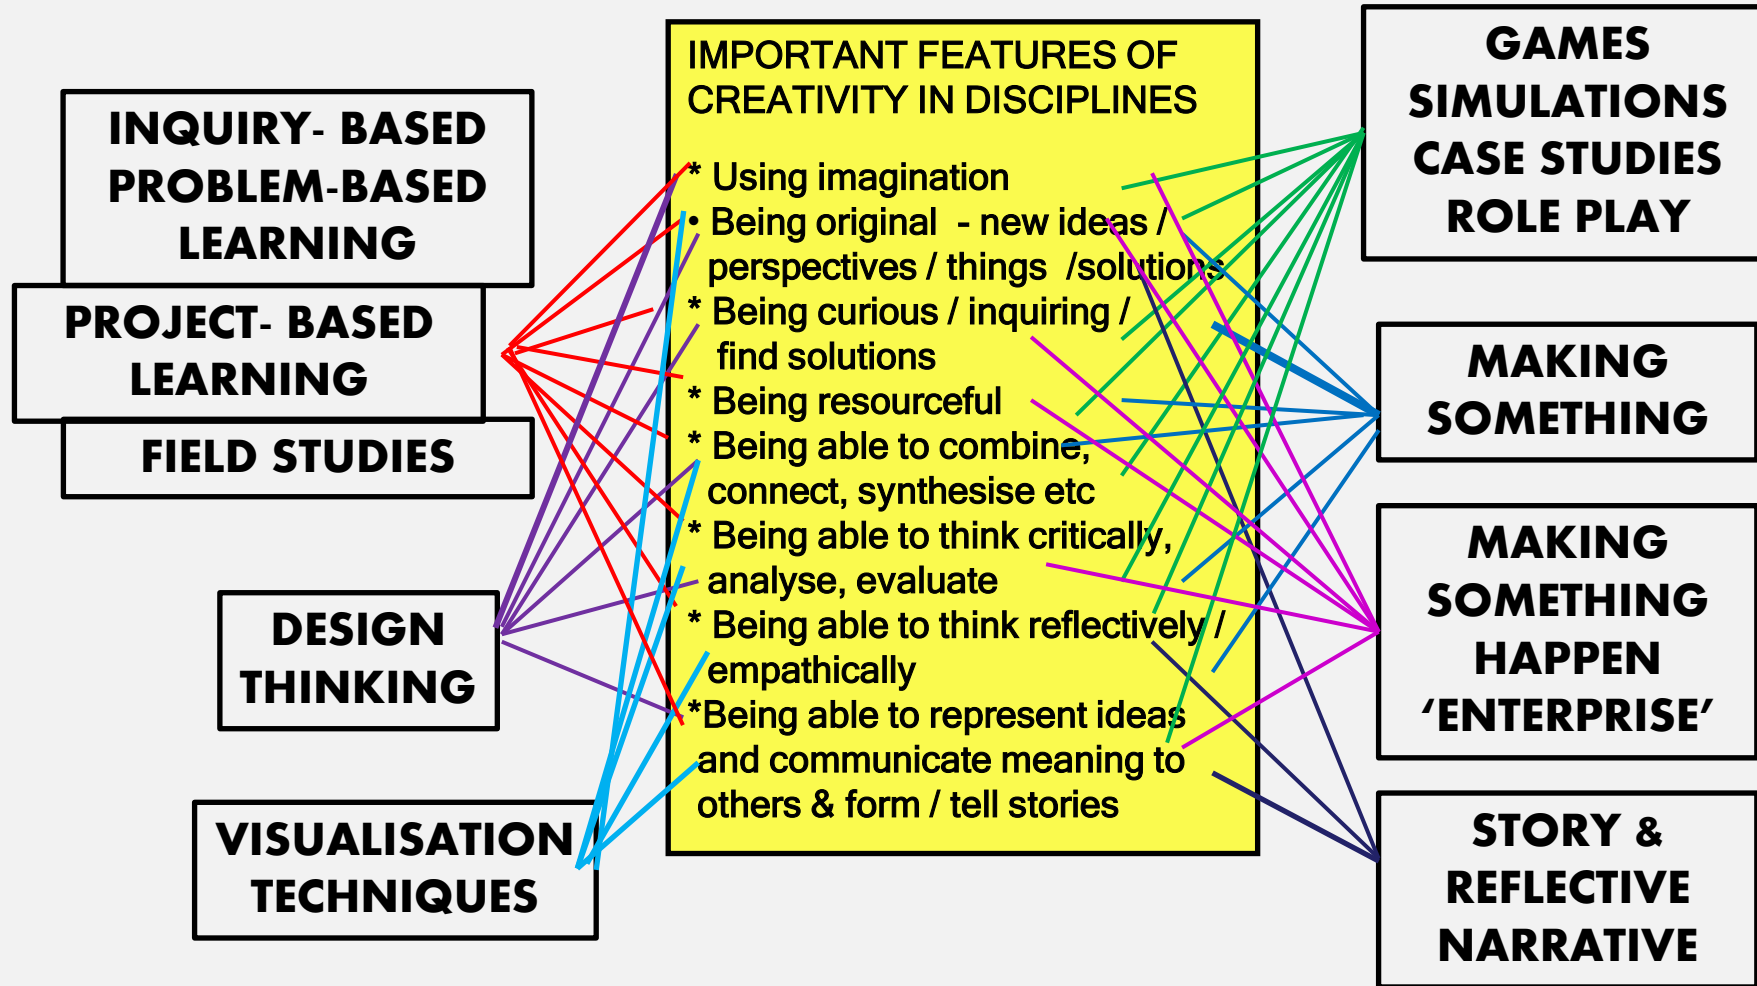 INQUIRY- BASED
PROBLEM-BASED
LEARNING
PROJECT- BASED
LEARNING
FIELD STUDIES
DESIGN
THINKING
VISUALISATION
TECHNIQUES
IMPORTANT FEATURES OF
CREATIVITY IN DISCIPLINES
* Using imagination
• Being original - new ideas /
perspectives / things /solutions
* Being curious / inquiring /
find solutions
* Being resourceful
* Being able to combine,
connect, synthesise etc
* Being able to think critically,
analyse, evaluate
* Being able to think reflectively /
empathically
*Being able to represent ideas
and communicate meaning to
others & form / tell stories
GAMES
SIMULATIONS
CASE STUDIES
ROLE PLAY
MAKING
SOMETHING
MAKING
SOMETHING
HAPPEN
‘ENTERPRISE’
STORY &
REFLECTIVE
NARRATIVE